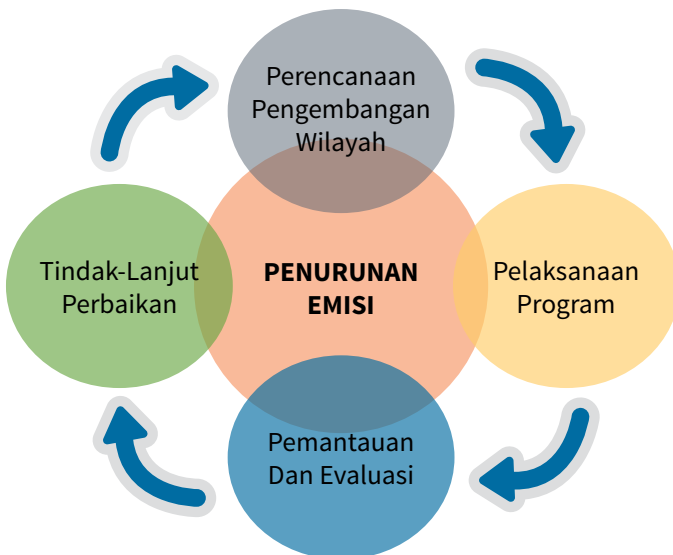 Perencanaan
Pengembangan
Wilayah
Tindak-Lanjut
Perbaikan
PENURUNAN
EMISI
Pelaksanaan
Program
Pemantauan
Dan Evaluasi